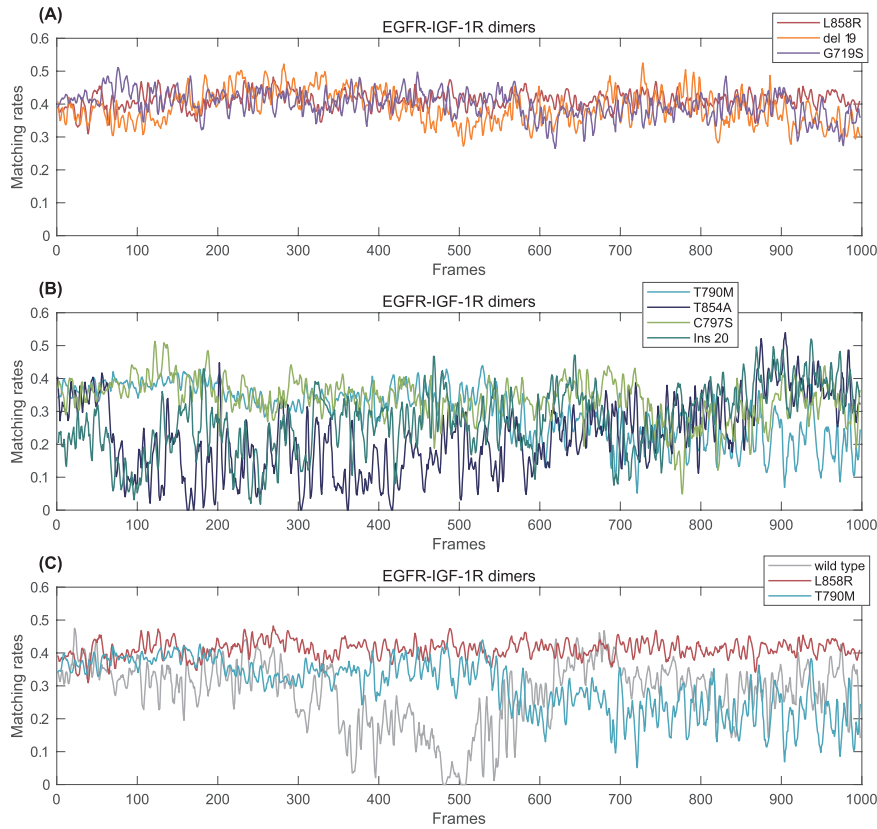 (A)
EGFR-IGF-1R dimers
L858R
del 19
G719S
0.6
0.5
0.4
0.3
0.2
0.1
0
Matching rates
0 100 200 300 400 500 600 700 800 900 1000
Frames
(B)
EGFR-IGF-1R dimers
T790M
T854A
C797S
Ins 20
0.6
0.5
0.4
0.3
0.2
0.1
0
Matching rates
0 100 200 300 400 500 600 700 800 900 1000
Frames
(C)
EGFR-IGF-1R dimers
wild type
L858R
T790M
0.6
0.5
0.4
0.3
0.2
0.1
0
Matching rates
0 100 200 300 400 500 600 700 800 900 1000
Frames